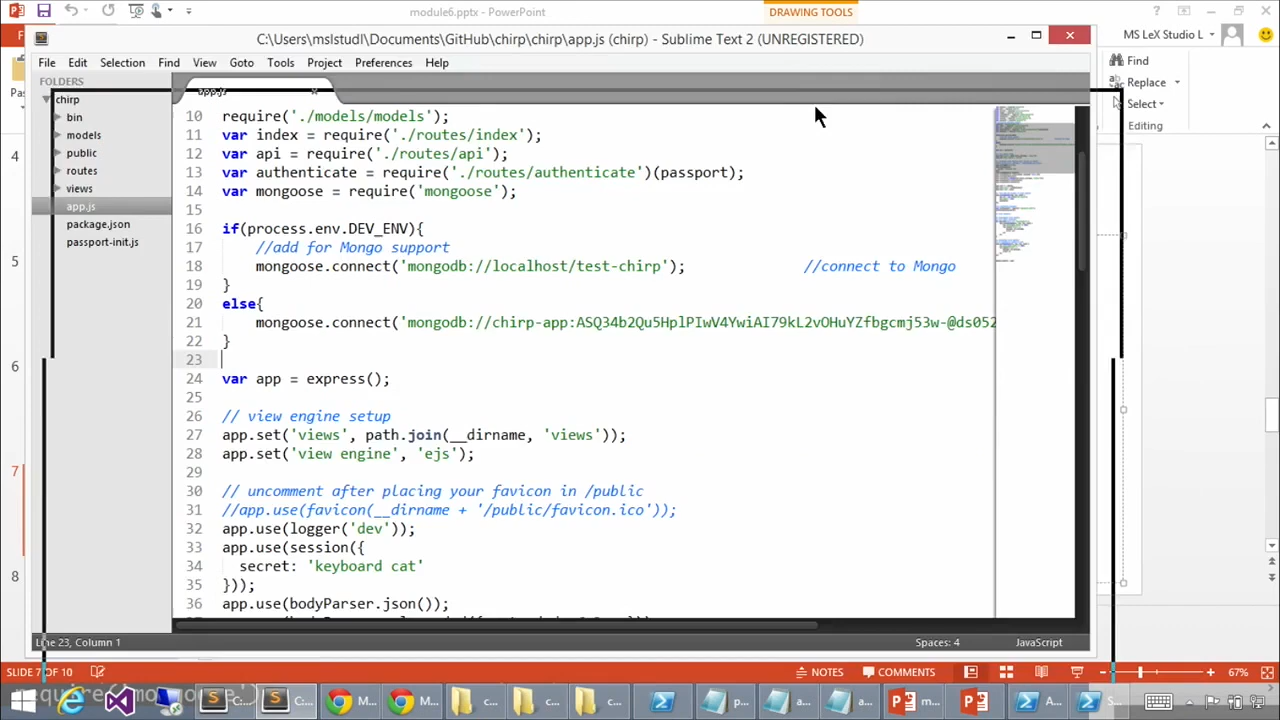 module6.pptx - PowerPoint
DRAWING TOOLS
C:\Users\mslstudl\Documents\GitHub\chirp\chirp\app.js (chirp) - Sublime Text 2 (UNREGISTERED)
MS LeX Studio L
File Edit Selection Find View Goto Tools Project Preferences Help
Find
Replace
Select
Editing
FOLDERS
chirp
bin
models
public
routes
views
app.js
package.json
passport-init.js
app.js
10 require('./models/models');
11 var index = require('./routes/index');
12 var api = require('./routes/api');
13 var authenticate = require('./routes/authenticate')(passport);
14 var mongoose = require('mongoose');
15
16 if(process.env.DEV_ENV){
17 //add for Mongo support
18 mongoose.connect('mongodb://localhost/test-chirp'); //connect to Mongo
19 }
20 else{
21 mongoose.connect('mongodb://chirp-app:ASQ34b2Qu5HplPIwV4YwiAI79kL2vOHuYZfbgcmj53w-@ds052
22 }
23
24 var app = express();
25
26 // view engine setup
27 app.set('views', path.join(__dirname, 'views'));
28 app.set('view engine', 'ejs');
29
30 // uncomment after placing your favicon in /public
31 //app.use(favicon(__dirname + '/public/favicon.ico'));
32 app.use(logger('dev'));
33 app.use(session({
34 secret: 'keyboard cat'
35 }));
36 app.use(bodyParser.json());
Line 23, Column 1
Spaces: 4
JavaScript
4
5
6
7
8
SLIDE 7 OF 10
NOTES
COMMENTS
67%
require('mongoose')
C...
C...
M...
M...
c...
c...
c...
p...
a...
a...
m...
A...
S...